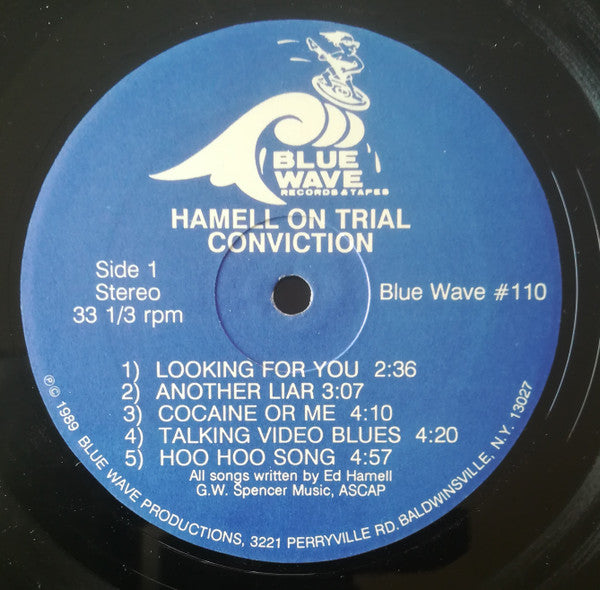 BLUE
WAVE
RECORDS & TAPES
HAMELL ON TRIAL
CONVICTION
Side 1
Stereo
33 1/3 rpm
Blue Wave #110
1) LOOKING FOR YOU 2:36
2) ANOTHER LIAR 3:07
3) COCAINE OR ME 4:10
4) TALKING VIDEO BLUES 4:20
5) HOO HOO SONG 4:57
All songs written by Ed Hamell
G.W. Spencer Music, ASCAP
℗© 1989 BLUE WAVE PRODUCTIONS, 3221 PERRYVILLE RD. BALDWINSVILLE, N.Y. 13027